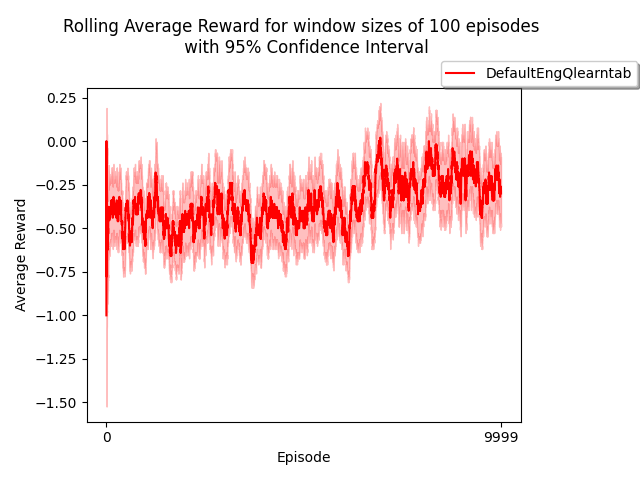 Rolling Average Reward for window sizes of 100 episodes
with 95% Confidence Interval
DefaultEngQlearntab
0.25
0.00
−0.25
−0.50
−0.75
−1.00
−1.25
−1.50
Average Reward
0 9999
Episode